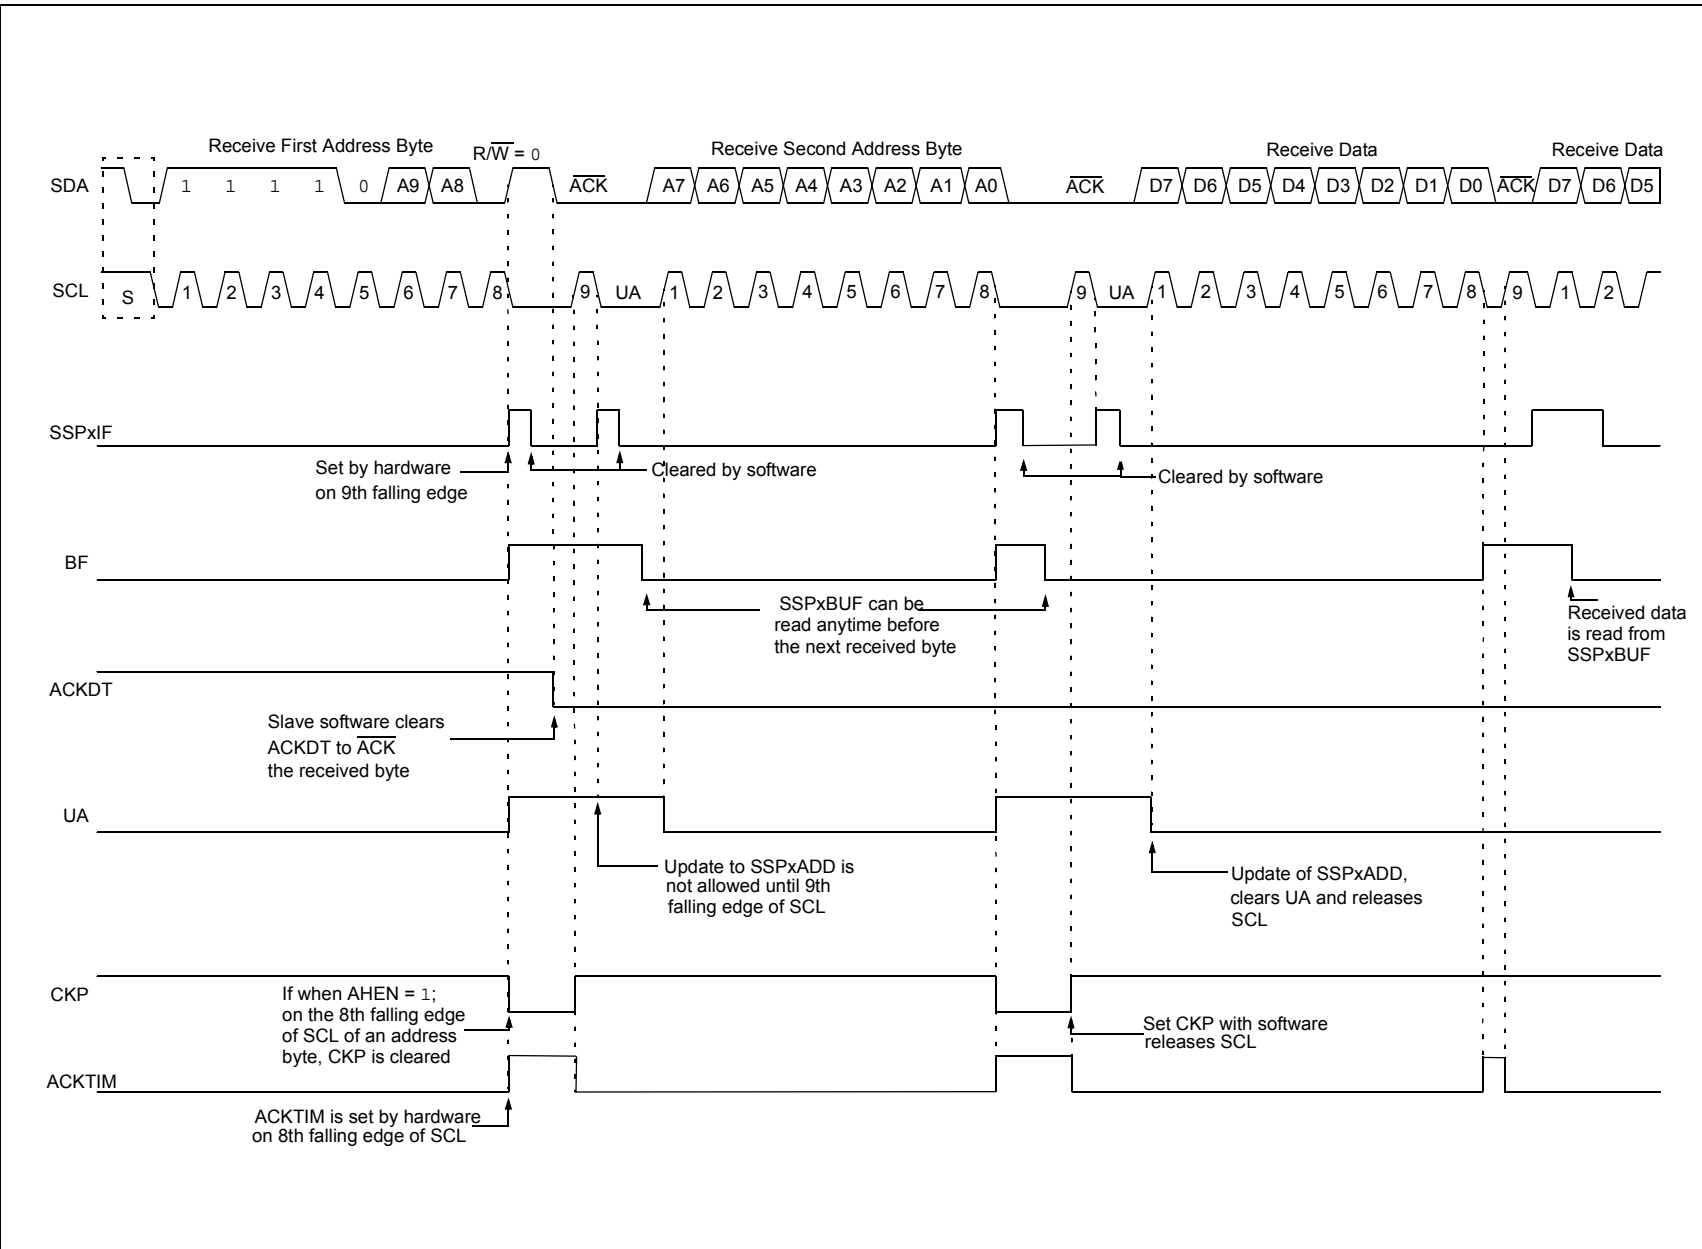 Receive First Address Byte
R/W = 0
Receive Second Address Byte
Receive Data
Receive Data
SDA
1 1 1 1 0 A9 A8 ACK A7 A6 A5 A4 A3 A2 A1 A0 ACK D7 D6 D5 D4 D3 D2 D1 D0 ACK D7 D6 D5
SCL
S 1 2 3 4 5 6 7 8 9 UA 1 2 3 4 5 6 7 8 9 UA 1 2 3 4 5 6 7 8 9 1 2
SSPxIF
Set by hardware
on 9th falling edge
Cleared by software
Cleared by software
BF
SSPxBUF can be
read anytime before
the next received byte
Received data
is read from
SSPxBUF
ACKDT
Slave software clears
ACKDT to ACK
the received byte
UA
Update to SSPxADD is
not allowed until 9th
falling edge of SCL
Update of SSPxADD,
clears UA and releases
SCL
CKP
If when AHEN = 1;
on the 8th falling edge
of SCL of an address
byte, CKP is cleared
Set CKP with software
releases SCL
ACKTIM
ACKTIM is set by hardware
on 8th falling edge of SCL